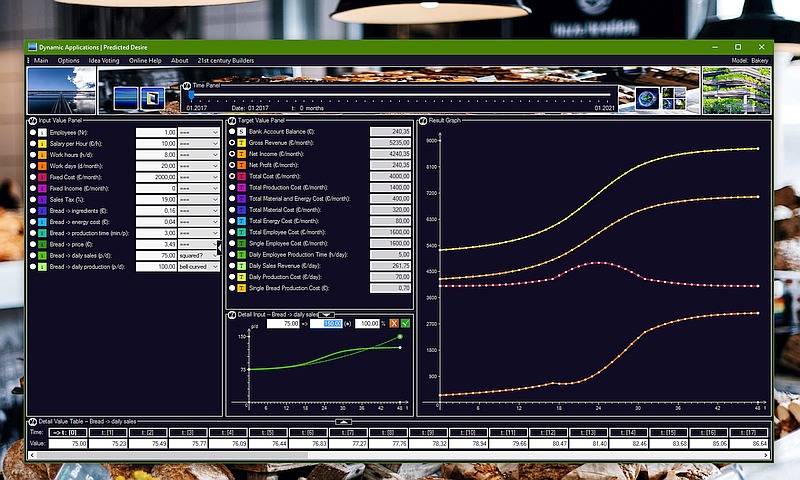 Dynamic Applications | Predicted Desire
Main Options Idea Voting Online Help About 21st century Builders Model: Bakery
Time Panel
01.2017 Date: 01.2017 t: 0 months 01.2021
Input Value Panel
Employees (Nr): 1,00 ===
Salary per Hour (€/h): 10,00 ===
Work hours (h/d): 8,00 ===
Work days (d/month): 20,00 ===
Fixed Cost (€/month): 2000,00 ===
Fixed Income (€/month): 0 ===
Sales Tax (%): 19,00 ===
Bread -> ingredients (€): 0,16 ===
Bread -> energy cost (€): 0,04 ===
Bread -> production time (min/p): 3,00 ===
Bread -> price (€): 3,49 ===
Bread -> daily sales (p/d): 75,00 squared?
Bread -> daily production (p/d): 100,00 bell-curved
Target Value Panel
S Bank Account Balance (€): 240,35
T Gross Revenue (€/month): 5235,00
T Net Income (€/month): 4240,35
T Net Profit (€/month): 240,35
T Total Cost (€/month): 4000,00
T Total Production Cost (€/month): 1400,00
T Total Material and Energy Cost (€/month): 400,00
T Total Material Cost (€/month): 320,00
T Total Energy Cost (€/month): 80,00
T Total Employee Cost (€/month): 1600,00
T Single Employee Cost (€/month): 1600,00
T Daily Employee Production Time (h/day): 5,00
T Daily Sales Revenue (€/day): 261,75
T Daily Production Cost (€/day): 70,00
T Single Bread Production Cost (€): 0,70
Detail Input -- Bread -> daily sales
p/d 75,00 => 150,00 (+) 100,00 % X
150
75
0 6 12 18 24 30 36 42 48 t
Result Graph
9000
8100
7200
6300
5400
4500
3600
2700
1800
900
0 6 12 18 24 30 36 42 48 t
Detail Value Table -- Bread -> daily sales
Time: => t: [0] t: [1] t: [2] t: [3] t: [4] t: [5] t: [6] t: [7] t: [8] t: [9] t: [10] t: [11] t: [12] t: [13] t: [14] t: [15] t: [16] t: [17]
Value: 75,00 75,23 75,49 75,77 76,09 76,44 76,83 77,27 77,76 78,32 78,94 79,66 80,47 81,40 82,46 83,68 85,06 86,64